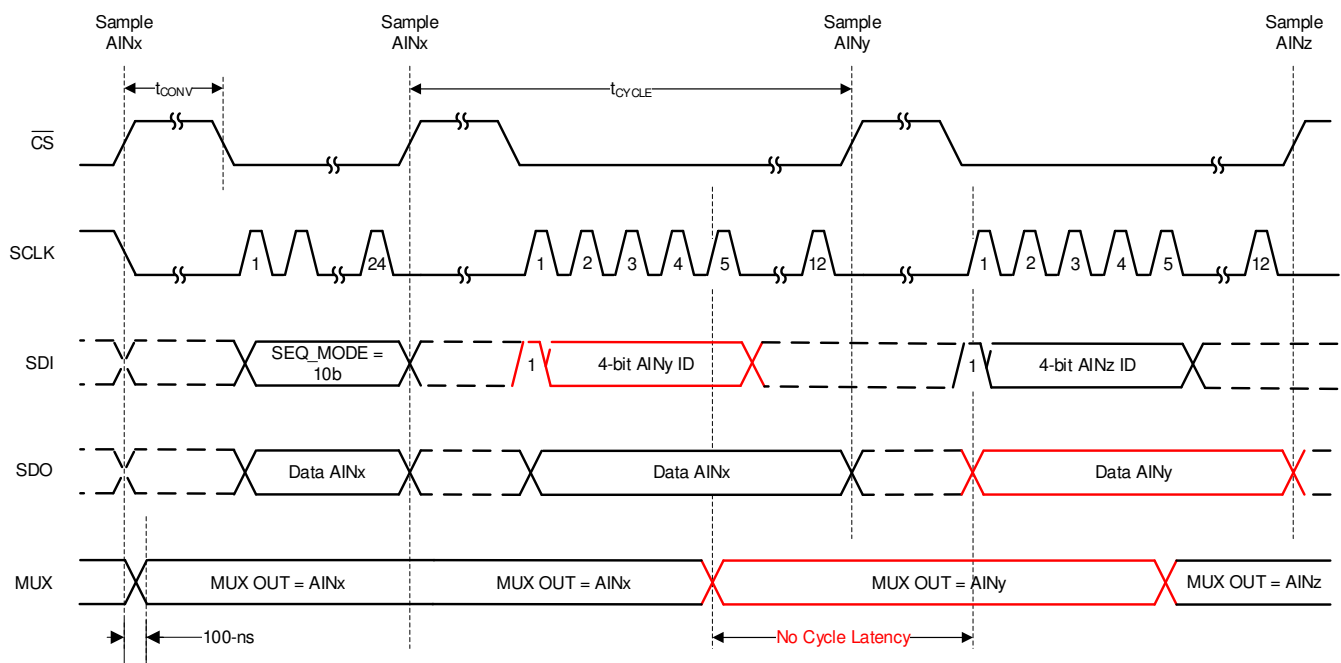 Sample
AINx
Sample
AINx
Sample
AINy
Sample
AINz
tCONV
tCYCLE
CS
SCLK
1
24
1
2
3
4
5
12
1
2
3
4
5
12
SDI
SEQ_MODE =
10b
1
4-bit AINy ID
1
4-bit AINz ID
SDO
Data AINx
Data AINx
Data AINy
MUX
MUX OUT = AINx
MUX OUT = AINx
MUX OUT = AINy
MUX OUT = AINz
100-ns
No Cycle Latency